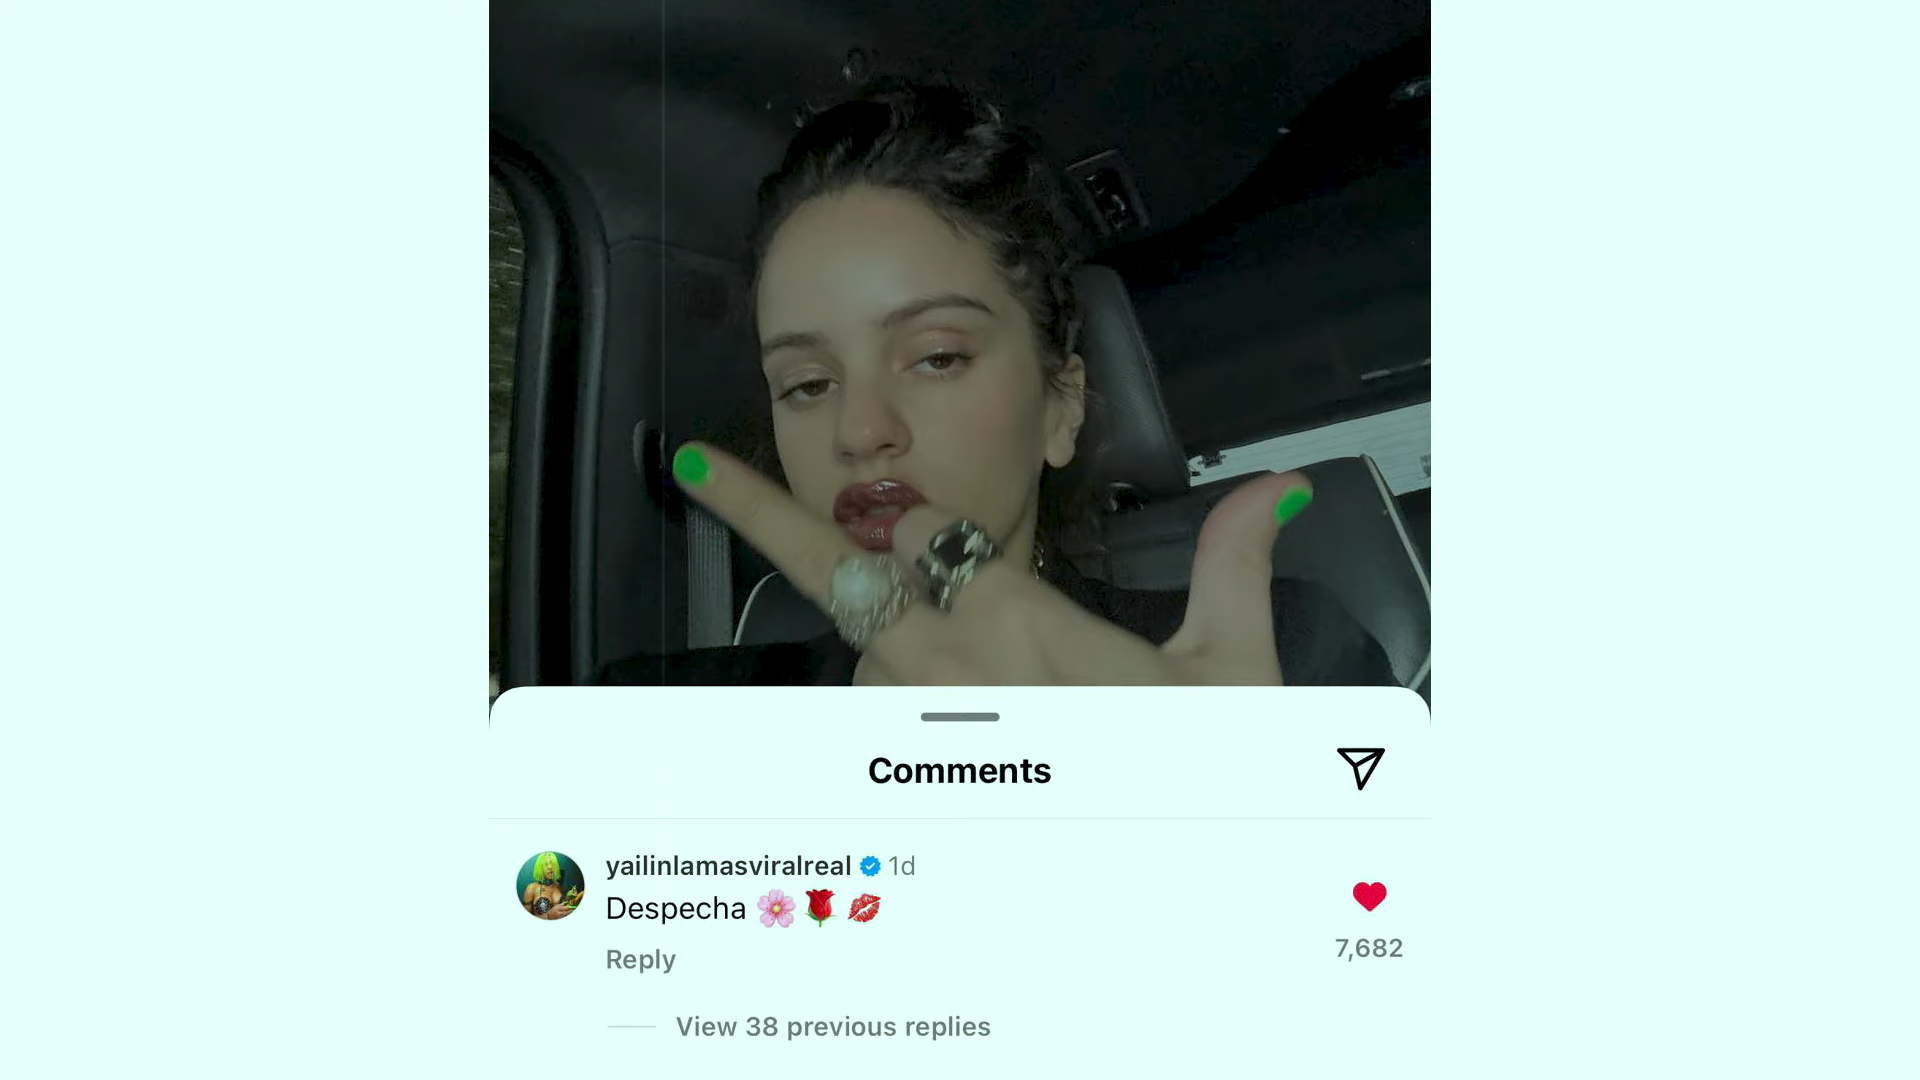 Comments
yailinlamasviralreal 1d
Despecha 🌸🌹💋
Reply
7,682
View 38 previous replies